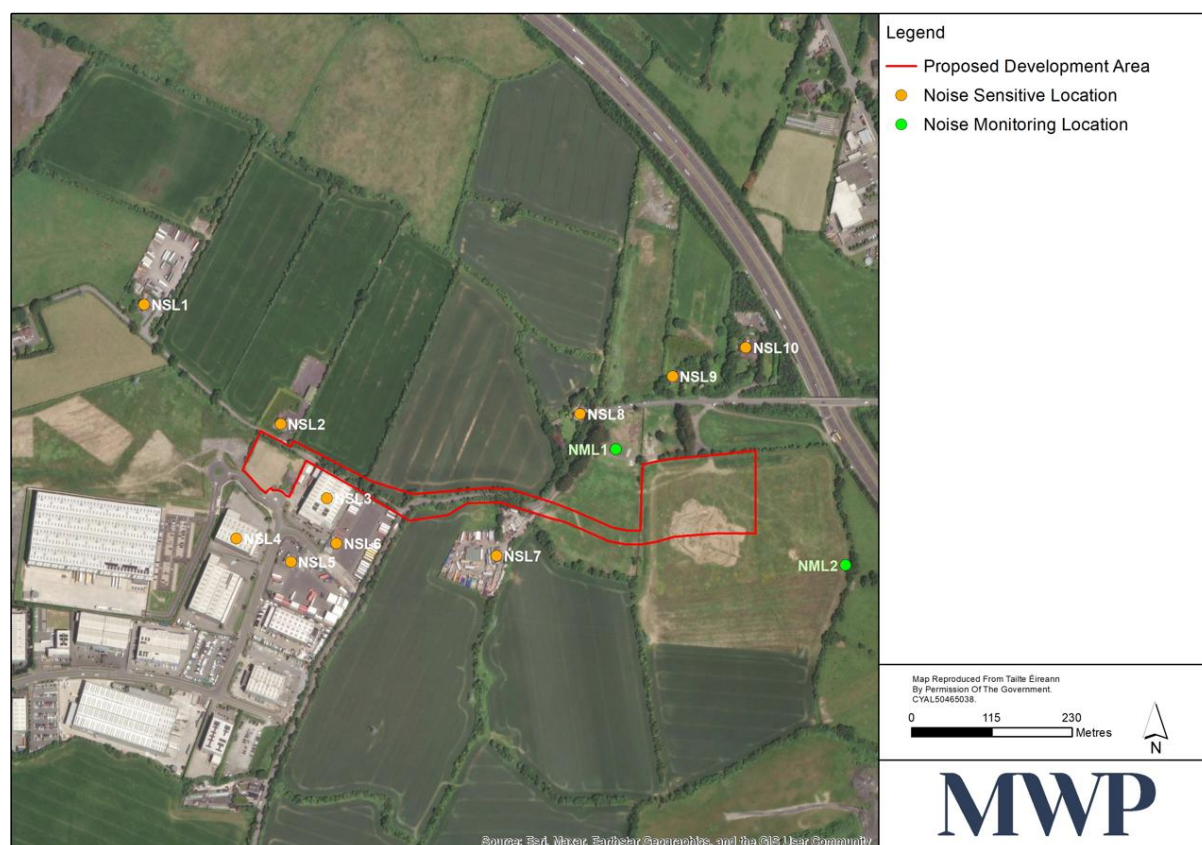 Legend
Proposed Development Area
Noise Sensitive Location
Noise Monitoring Location
NSL1
NSL10
NSL9
NSL8
NSL2
NML1
NSL3
NSL4
NSL6
NSL5
NSL7
NML2
Map Reproduced From Tailte Éireann
By Permission Of The Government.
CYAL50465038.
0 115 230
Metres
N
MWP
Source: Esri, Maxar, Earthstar Geographics, and the GIS User Community